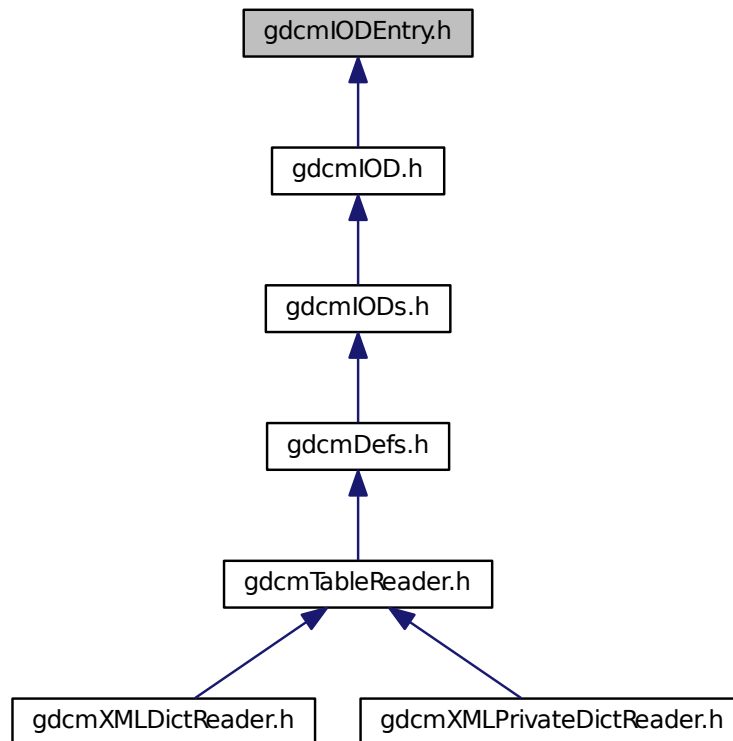 gdcmIODEntry.h
gdcmIOD.h
gdcmIODs.h
gdcmDefs.h
gdcmTableReader.h
gdcmXMLDictReader.h
gdcmXMLPrivateDictReader.h